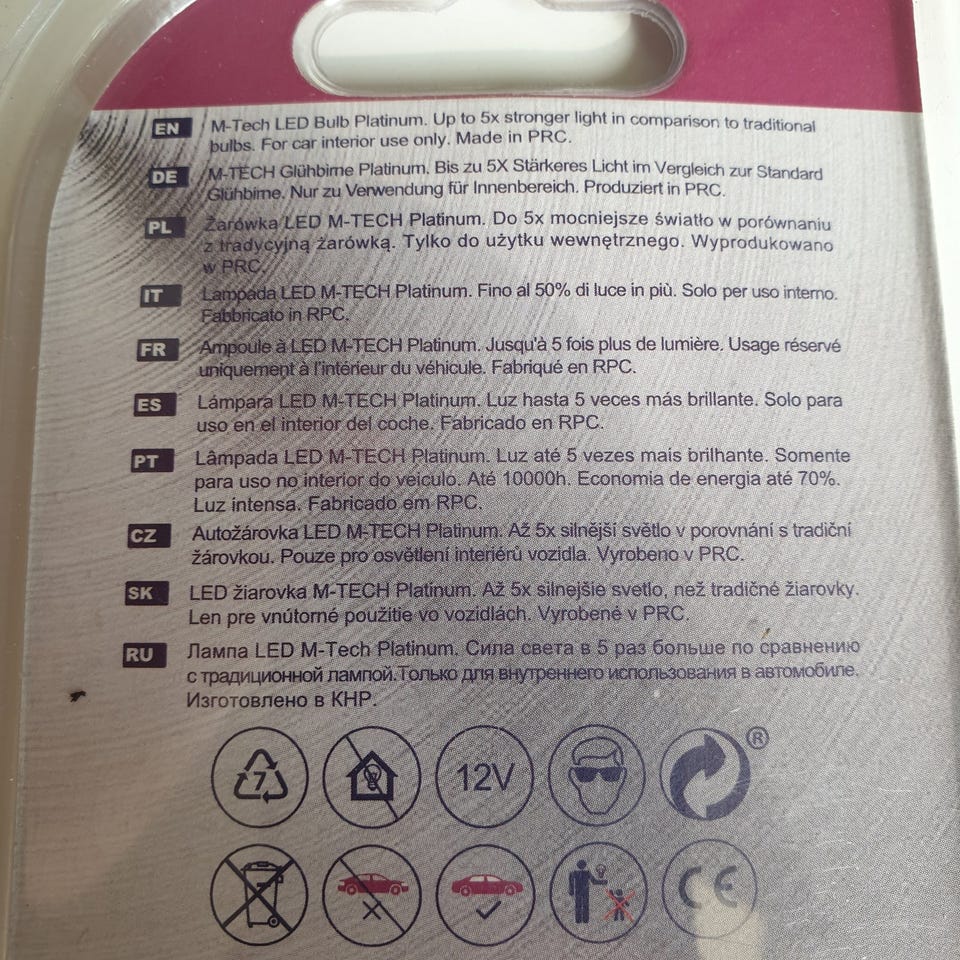 EN M-Tech LED Bulb Platinum. Up to 5x stronger light in comparison to traditional
bulbs. For car interior use only. Made in PRC.
DE M-TECH Glühbirne Platinum. Bis zu 5X Stärkeres Licht im Vergleich zur Standard
Glühbirne. Nur zu Verwendung für Innenbereich. Produziert in PRC.
PL Żarówka LED M-TECH Platinum. Do 5x mocniejsze światło w porównaniu
z tradycyjną żarówką. Tylko do użytku wewnętrznego. Wyprodukowano
w PRC.
IT Lampada LED M-TECH Platinum. Fino al 50% di luce in più. Solo per uso interno.
Fabbricato in RPC.
FR Ampoule à LED M-TECH Platinum. Jusqu'à 5 fois plus de lumière. Usage réservé
uniquement à l'intérieur du véhicule. Fabriqué en RPC.
ES Lámpara LED M-TECH Platinum. Luz hasta 5 veces más brillante. Solo para
uso en el interior del coche. Fabricado en RPC.
PT Lâmpada LED M-TECH Platinum. Luz até 5 vezes mais brilhante. Somente
para uso no interior do veiculo. Até 10000h. Economia de energia até 70%.
Luz intensa. Fabricado em RPC.
CZ Autožárovka LED M-TECH Platinum. Až 5x silnější světlo v porovnání s tradiční
žárovkou. Pouze pro osvětlení interiérů vozidla. Vyrobeno v PRC.
SK LED žiarovka M-TECH Platinum. Až 5x silnejšie svetlo, než tradičné žiarovky.
Len pre vnútorné použitie vo vozidlách. Vyrobené v PRC.
RU Лампа LED M-Tech Platinum. Сила света в 5 раз больше по сравнению
с традиционной лампой.Только для внутреннего использования в автомобиле.
Изготовлено в КНР.
7 12V ®
CE